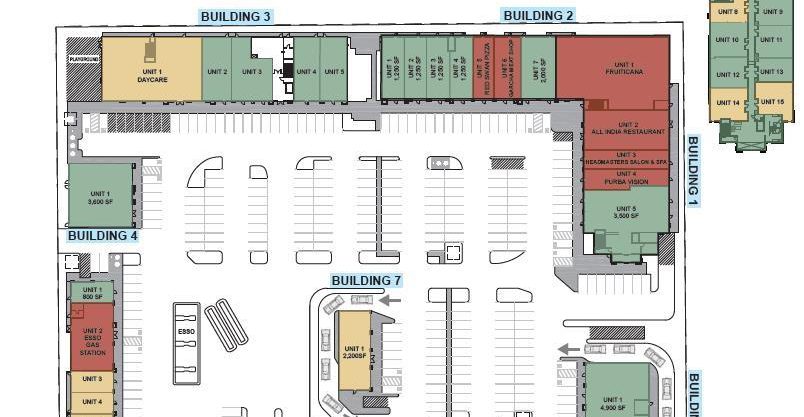 BUILDING 3
BUILDING 2
UNIT 8
UNIT 9
UNIT 10
UNIT 11
UNIT 12
UNIT 13
UNIT 14
UNIT 15
PLAYGROUND
UNIT 1
DAYCARE
UNIT 2
UNIT 3
UNIT 4
UNIT 5
UNIT 1
1,250 SF
UNIT 2
1,250 SF
UNIT 3
1,250 SF
UNIT 4
1,250 SF
UNIT 5
RED SWAN PIZZA
UNIT 6
GARCHA MEAT SHOP
UNIT 7
2,000 SF
UNIT 1
FRUITICANA
UNIT 2
ALL INDIA RESTAURANT
UNIT 3
HEADMASTERS SALON & SPA
UNIT 4
PURBA VISION
UNIT 5
3,500 SF
BUILDING 1
UNIT 1
3,600 SF
BUILDING 4
BUILDING 7
UNIT 1
800 SF
UNIT 2
ESSO
GAS
STATION
UNIT 3
UNIT 4
ESSO
UNIT 1
2,200SF
UNIT 1
4,900 SF
BUILDING